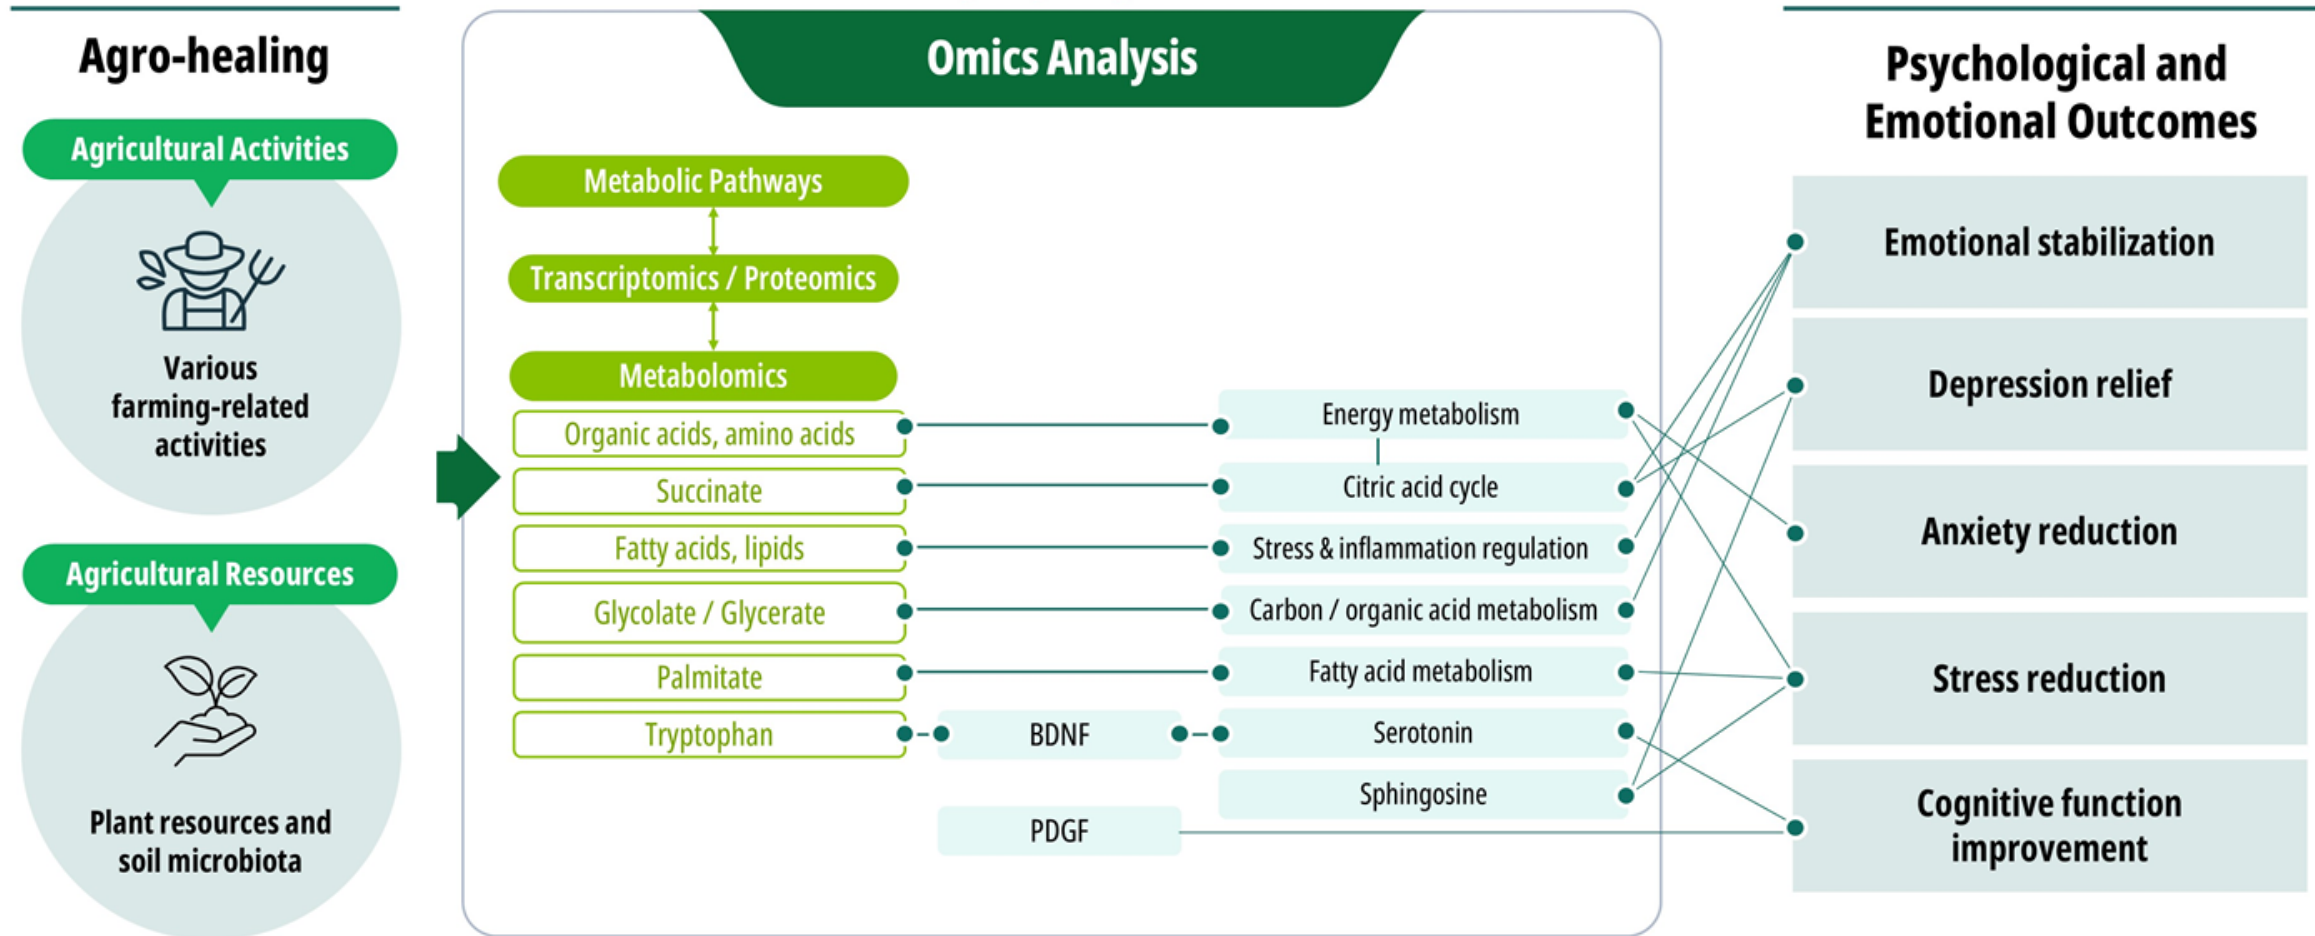 Agro-healing
Agricultural Activities
Various
farming-related
activities
Agricultural Resources
Plant resources and
soil microbiota
Omics Analysis
Metabolic Pathways
Transcriptomics / Proteomics
Metabolomics
Organic acids, amino acids
Succinate
Fatty acids, lipids
Glycolate / Glycerate
Palmitate
Tryptophan
BDNF
PDGF
Energy metabolism
Citric acid cycle
Stress & inflammation regulation
Carbon / organic acid metabolism
Fatty acid metabolism
Serotonin
Sphingosine
Psychological and
Emotional Outcomes
Emotional stabilization
Depression relief
Anxiety reduction
Stress reduction
Cognitive function
improvement